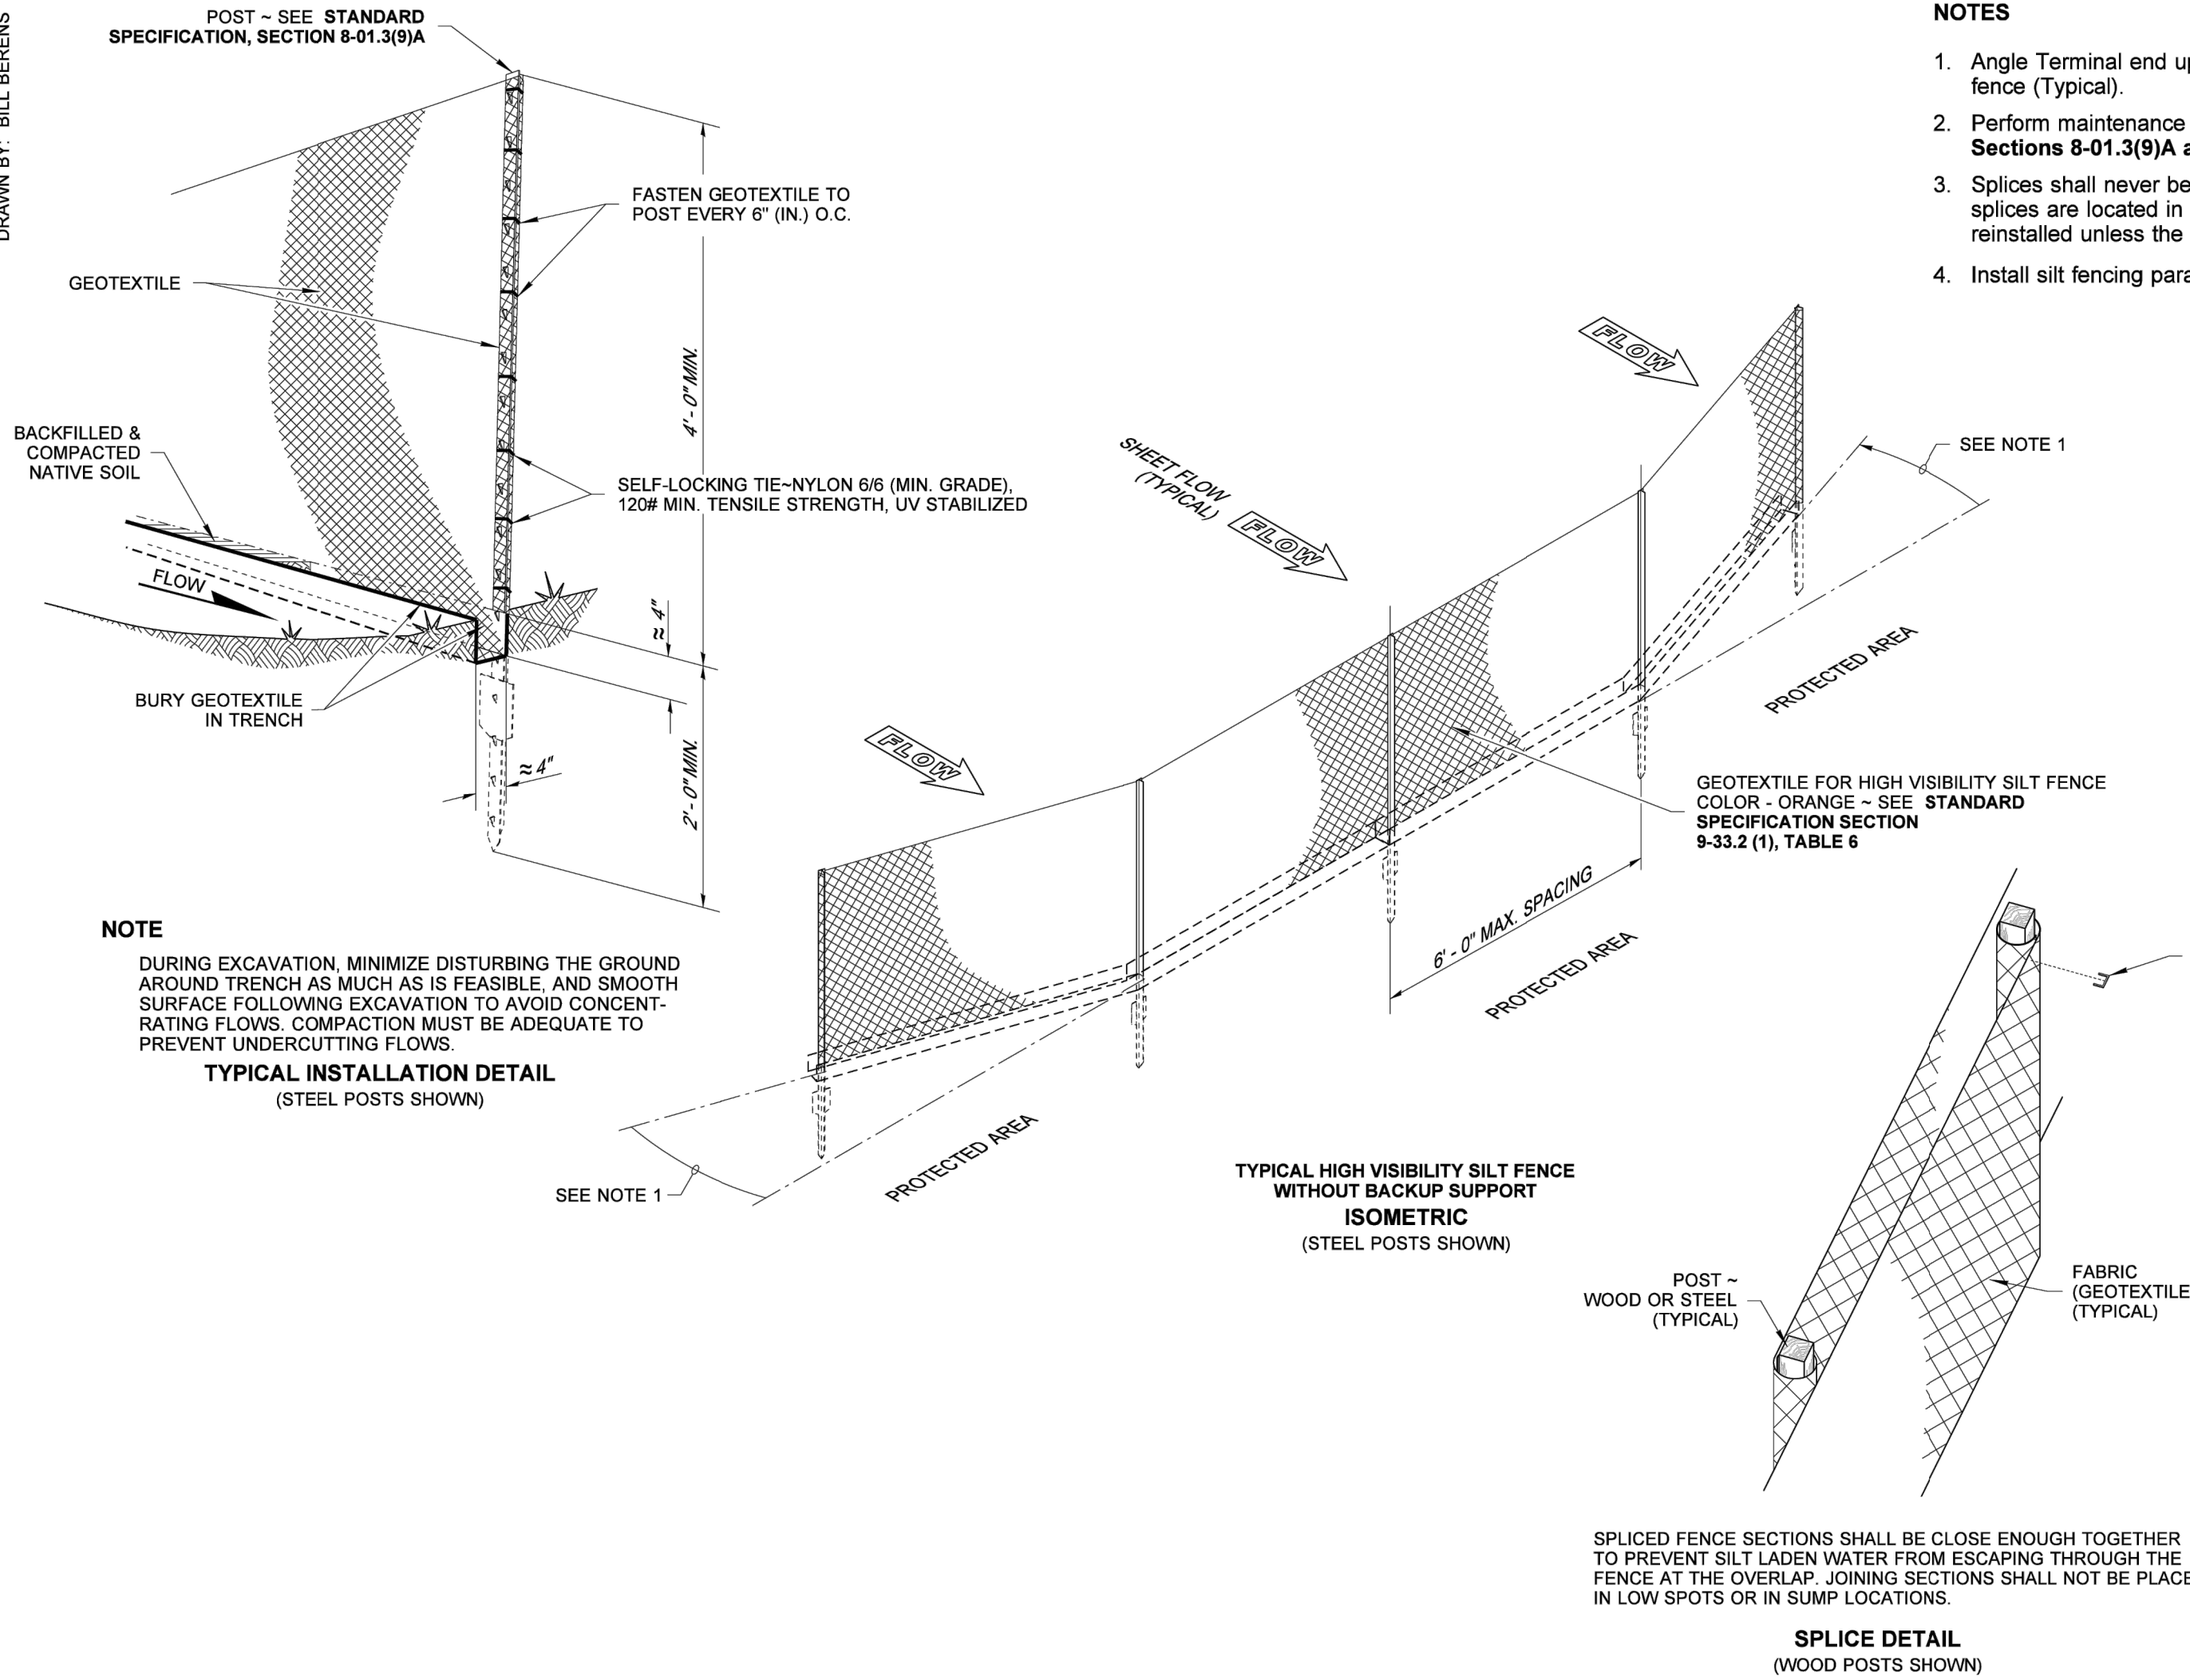 DRAWN BY: BILL BERENS
POST ~ SEE STANDARD
SPECIFICATION, SECTION 8-01.3(9)A
FASTEN GEOTEXTILE TO
POST EVERY 6" (IN.) O.C.
GEOTEXTILE
4' - 0" MIN.
BACKFILLED &
COMPACTED
NATIVE SOIL
SELF-LOCKING TIE~NYLON 6/6 (MIN. GRADE),
120# MIN. TENSILE STRENGTH, UV STABILIZED
FLOW
≈ 4"
BURY GEOTEXTILE
IN TRENCH
≈ 4"
2' - 0" MIN.
NOTE
DURING EXCAVATION, MINIMIZE DISTURBING THE GROUND
AROUND TRENCH AS MUCH AS IS FEASIBLE, AND SMOOTH
SURFACE FOLLOWING EXCAVATION TO AVOID CONCENT-
RATING FLOWS. COMPACTION MUST BE ADEQUATE TO
PREVENT UNDERCUTTING FLOWS.
TYPICAL INSTALLATION DETAIL
(STEEL POSTS SHOWN)
NOTES
1. Angle Terminal end up
fence (Typical).
2. Perform maintenance
Sections 8-01.3(9)A
3. Splices shall never be
splices are located in
reinstalled unless the
4. Install silt fencing
FLOW
SHEET FLOW
(TYPICAL)
FLOW
SEE NOTE 1
PROTECTED AREA
FLOW
GEOTEXTILE FOR HIGH VISIBILITY SILT FENCE
COLOR - ORANGE ~ SEE STANDARD
SPECIFICATION SECTION
9-33.2 (1), TABLE 6
6' - 0" MAX. SPACING
PROTECTED AREA
PROTECTED AREA
SEE NOTE 1
TYPICAL HIGH VISIBILITY SILT FENCE
WITHOUT BACKUP SUPPORT
ISOMETRIC
(STEEL POSTS SHOWN)
POST ~
WOOD OR STEEL
(TYPICAL)
FABRIC
(GEOTEXTILE
(TYPICAL)
SPLICED FENCE SECTIONS SHALL BE CLOSE ENOUGH TOGETHER
TO PREVENT SILT LADEN WATER FROM ESCAPING THROUGH THE
FENCE AT THE OVERLAP. JOINING SECTIONS SHALL NOT BE PLACE
IN LOW SPOTS OR IN SUMP LOCATIONS.
SPLICE DETAIL
(WOOD POSTS SHOWN)